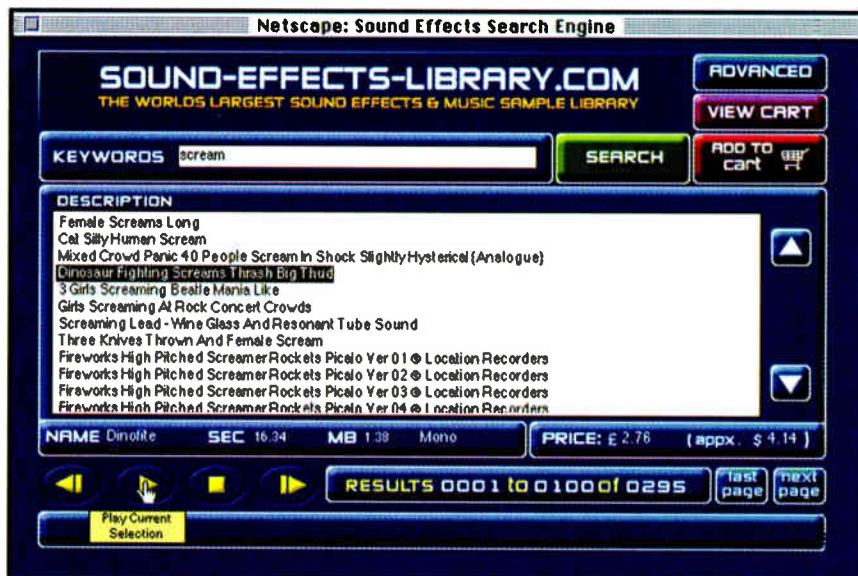 Netscape: Sound Effects Search Engine
SOUND-EFFECTS-LIBRARY.COM
THE WORLDS LARGEST SOUND EFFECTS & MUSIC SAMPLE LIBRARY
ADVANCED
VIEW CART
KEYWORDS scream
SEARCH
ADD TO cart
DESCRIPTION
Female Screams Long
Cat Silly Human Scream
Mixed Crowd Panic 40 People Scream In Shock Slightly Hysterical (Analogue)
Dinosaur Fighting Screams Thrash Big Thud
3 Girls Screaming Beatle Mania Like
Girls Screaming At Rock Concert Crowds
Screaming Lead - Wine Glass And Resonant Tube Sound
Three Knives Thrown And Female Scream
Fireworks High Pitched Screamer Rockets Picalo Ver 01 @ Location Recorders
Fireworks High Pitched Screamer Rockets Picalo Ver 02 @ Location Recorders
Fireworks High Pitched Screamer Rockets Picalo Ver 03 @ Location Recorders
Fireworks High Pitched Screamer Rockets Picalo Ver 04 @ Location Recorders
NAME Dinofite SEC 16.34 MB 1.38 Mono PRICE: £ 2.76 (appx. $ 4.14)
RESULTS 0001 to 0100 of 0295
last page
next page
Play Current
Selection